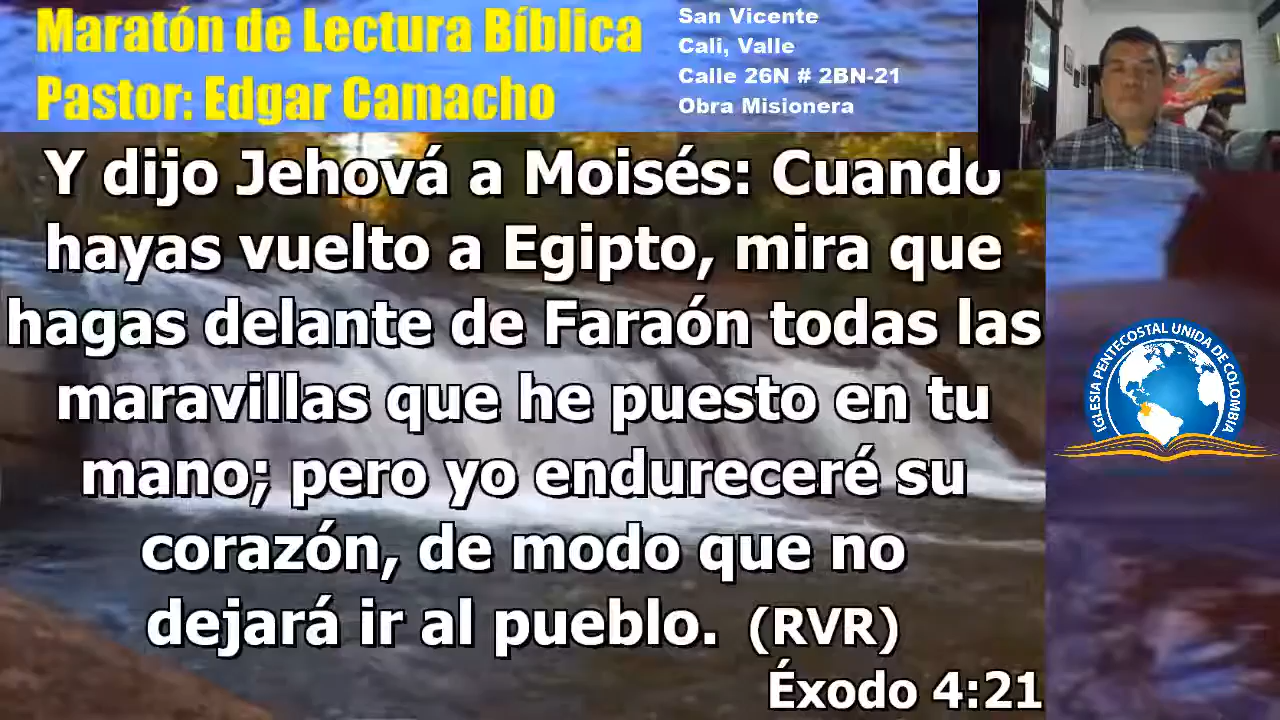 Maratón de Lectura Bíblica
Pastor: Edgar Camacho
San Vicente
Cali, Valle
Calle 26N # 2BN-21
Obra Misionera
Y dijo Jehová a Moisés: Cuando
hayas vuelto a Egipto, mira que
hagas delante de Faraón todas las
maravillas que he puesto en tu
mano; pero yo endureceré su
corazón, de modo que no
dejará ir al pueblo. (RVR)
Éxodo 4:21
IGLESIA PENTECOSTAL UNIDA DE COLOMBIA